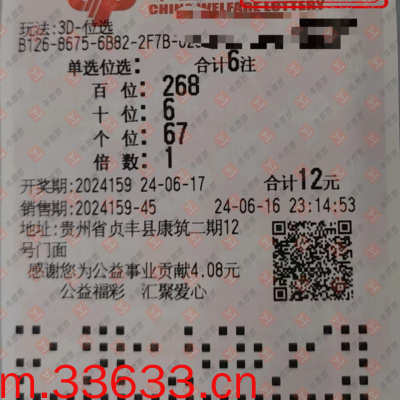 CHINA WELFARE LOTTERY
玩法:3D-位选
B126-8675-6B82-2F7B-
单选位选: 合计6注
百 位: 268
十 位: 6
个 位: 67
倍 数: 1
开奖期:2024159 24-06-17 合计12元
销售期:2024159-45 24-06-16 23:14:53
地址:贵州省贞丰县康筑二期12
号门面
感谢您为公益事业贡献4.08元
公益福彩 汇聚爱心
m.33633.cn